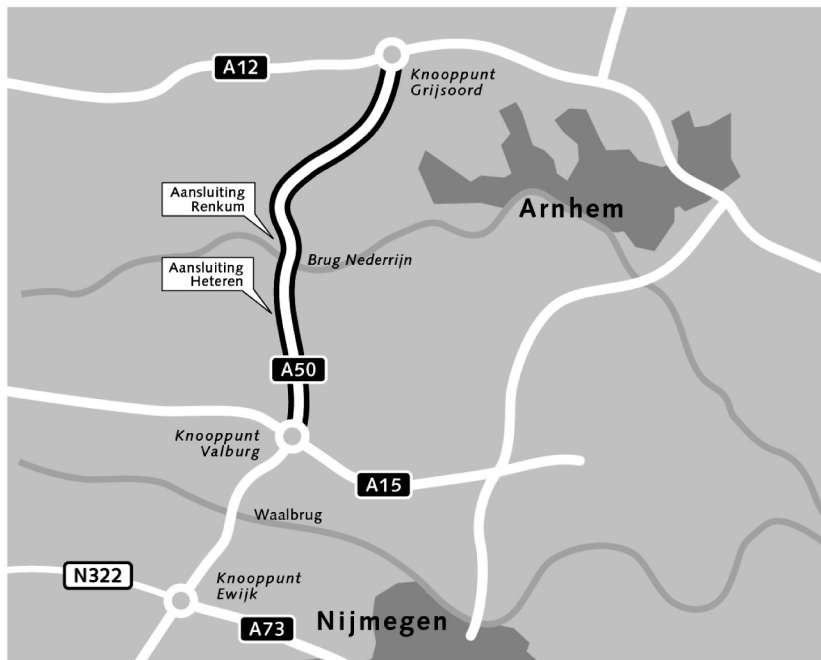 A12
Knooppunt
Grijsoord
Aansluiting
Renkum
Arnhem
Brug Nederrijn
Aansluiting
Heteren
A50
Knooppunt
Valburg
A15
Waalbrug
N322
Knooppunt
Ewijk
A73
Nijmegen